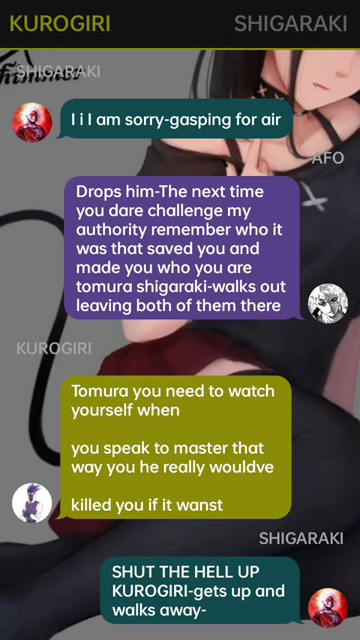 KUROGIRI
SHIGARAKI
SHIGARAKI
I i I am sorry-gasping for air
AFO
Drops him-The next time
you dare challenge my
authority remember who it
was that saved you and
made you who you are
tomura shigaraki-walks out
leaving both of them there
KUROGIRI
Tomura you need to watch
yourself when
you speak to master that
way you he really wouldve
killed you if it wanst
SHIGARAKI
SHUT THE HELL UP
KUROGIRI-gets up and
walks away-